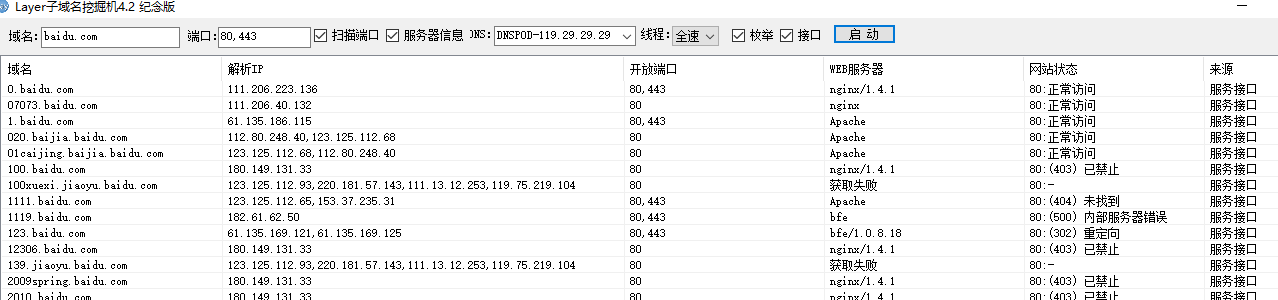 Layer子域名挖掘机4.2 纪念版
域名: baidu.com 端口: 80,443 扫描端口 服务器信息 DNS: DNSPOD-119.29.29.29 线程: 全速 枚举 接口 启 动
域名 解析IP 开放端口 WEB服务器 网站状态 来源
0.baidu.com 111.206.223.136 80,443 nginx/1.4.1 80:正常访问 服务接口
07073.baidu.com 111.206.40.132 80 nginx 80:正常访问 服务接口
1.baidu.com 61.135.186.115 80,443 Apache 80:正常访问 服务接口
020.baijia.baidu.com 112.80.248.40,123.125.112.68 80 Apache 80:正常访问 服务接口
01caijing.baijia.baidu.com 123.125.112.68,112.80.248.40 80 Apache 80:正常访问 服务接口
100.baidu.com 180.149.131.33 80 nginx/1.4.1 80:(403) 已禁止 服务接口
100xuexi.jiaoyu.baidu.com 123.125.112.93,220.181.57.143,111.13.12.253,119.75.219.104 80 获取失败 80:- 服务接口
1111.baidu.com 123.125.112.65,153.37.235.31 80,443 Apache 80:(404) 未找到 服务接口
1119.baidu.com 182.61.62.50 80,443 bfe 80:(500) 内部服务器错误 服务接口
123.baidu.com 61.135.169.121,61.135.169.125 80,443 bfe/1.0.8.18 80:(302) 重定向 服务接口
12306.baidu.com 180.149.131.33 80 nginx/1.4.1 80:(403) 已禁止 服务接口
139.jiaoyu.baidu.com 123.125.112.93,220.181.57.143,111.13.12.253,119.75.219.104 80 获取失败 80:- 服务接口
2009spring.baidu.com 180.149.131.33 80 nginx/1.4.1 80:(403) 已禁止 服务接口
2010.baidu.com 180.149.131.33 80 nginx/1.4.1 80:(403) 已禁止 服务接口